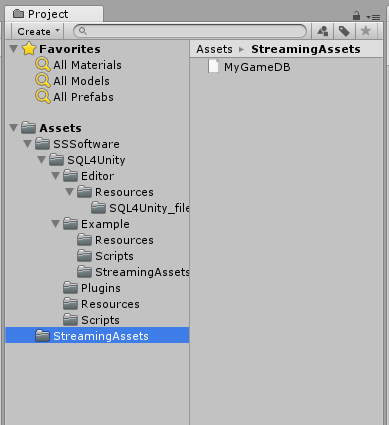 Project
Create
Favorites
All Materials
All Models
All Prefabs
Assets
SSSoftware
SQL4Unity
Editor
Resources
SQL4Unity_file
Example
Resources
Scripts
StreamingAssets
Plugins
Resources
Scripts
StreamingAssets
Assets StreamingAssets
MyGameDB